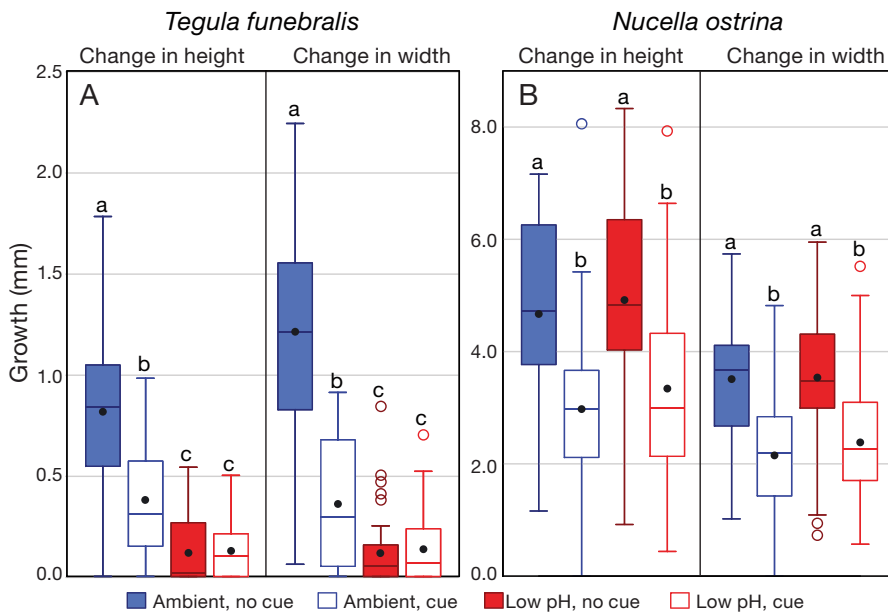 Tegula funebralis
Nucella ostrina
Change in height
Change in width
Change in height
Change in width
Growth (mm)
2.5
2.0
1.5
1.0
0.5
0.0
A
a
b
c
c
a
b
c
c
8.0
6.0
4.0
2.0
0.0
B
a
b
a
b
a
b
a
b
Ambient, no cue
Ambient, cue
Low pH, no cue
Low pH, cue